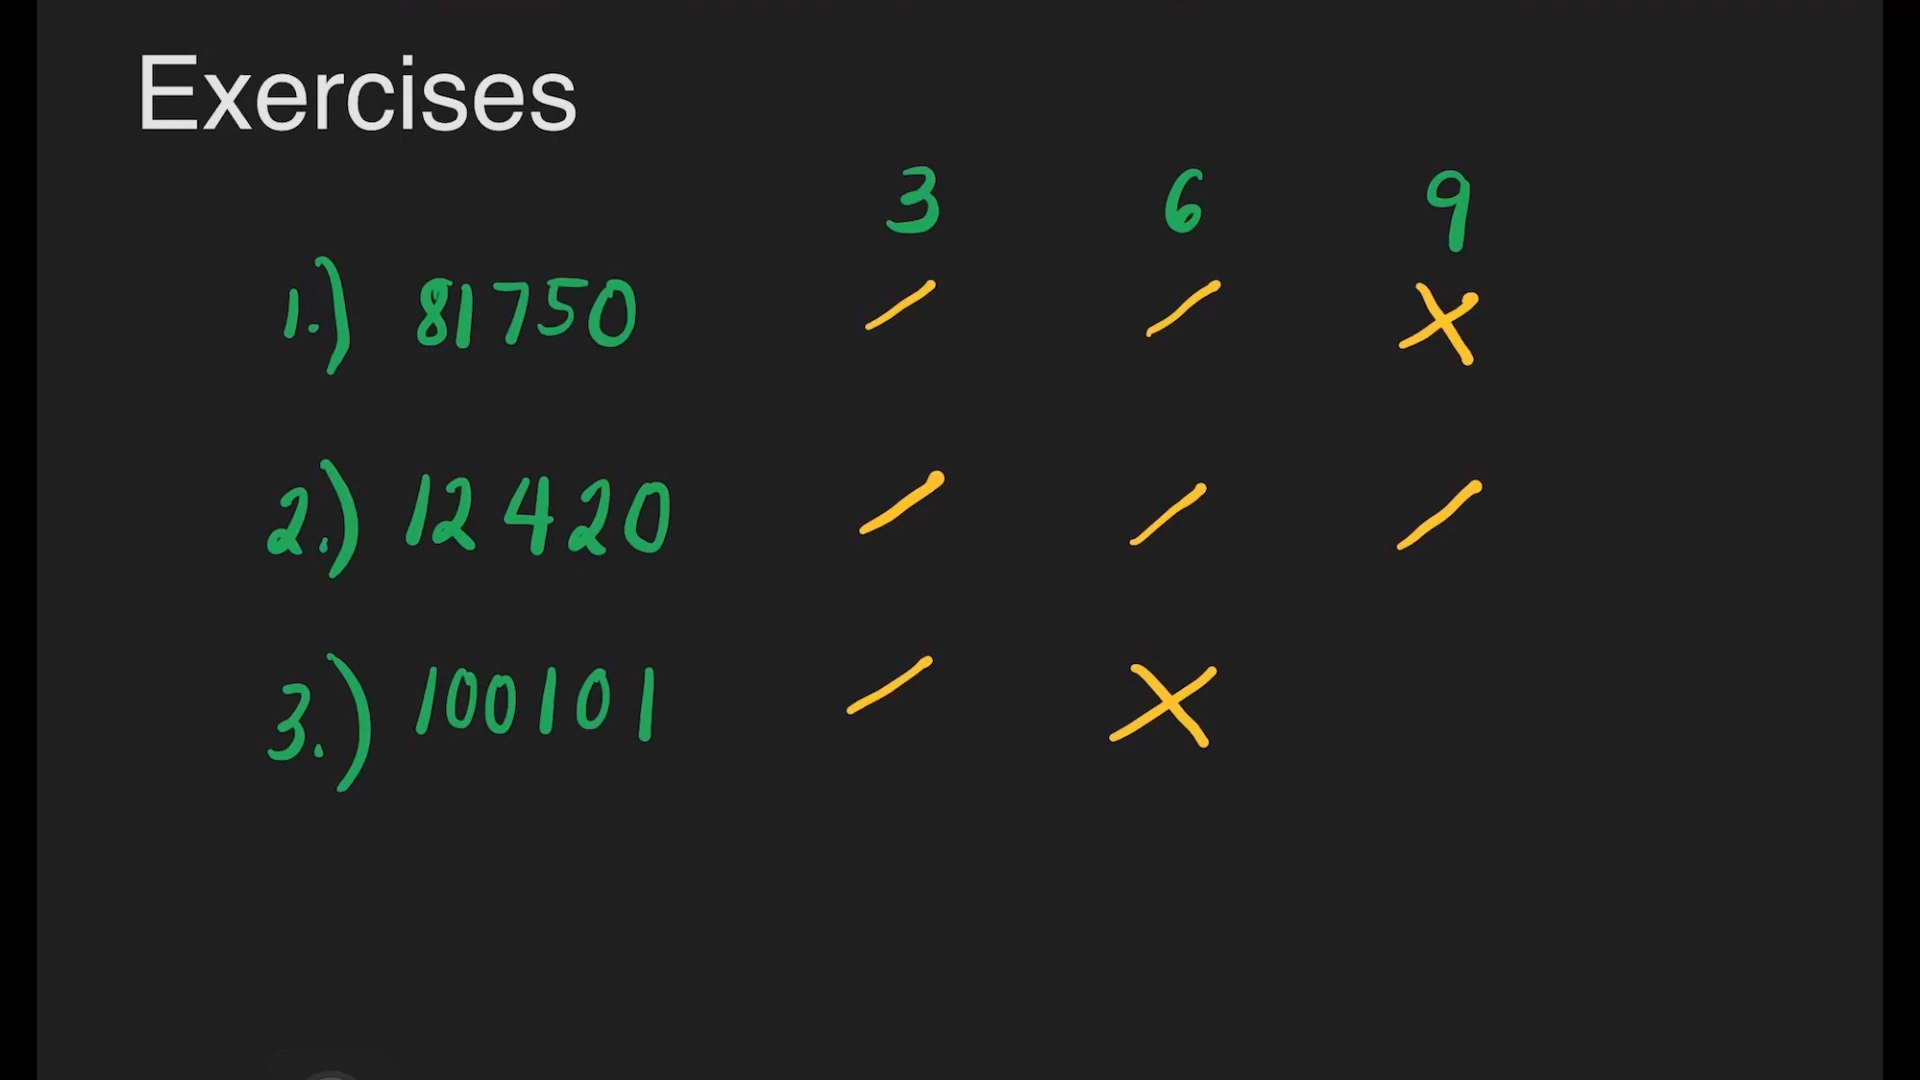 Exercises
3 6 9
1.) 81750 / / X
2.) 12420 / / /
3.) 100101 / X